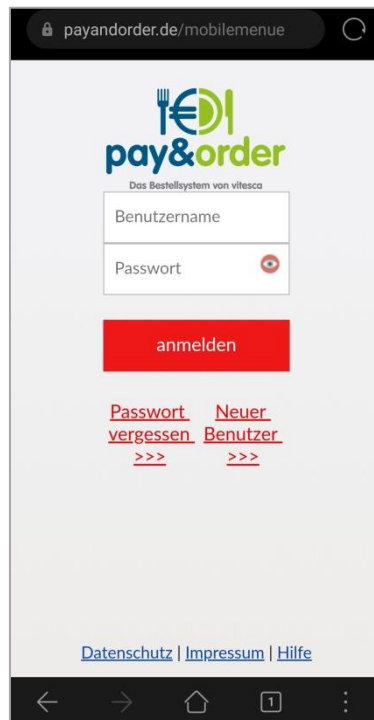 payandorder.de/mobilemenue
pay&order
Das Bestellsystem von vitesca
Benutzername
Passwort
anmelden
Passwort vergessen >>>
Neuer Benutzer >>>
Datenschutz | Impressum | Hilfe
1